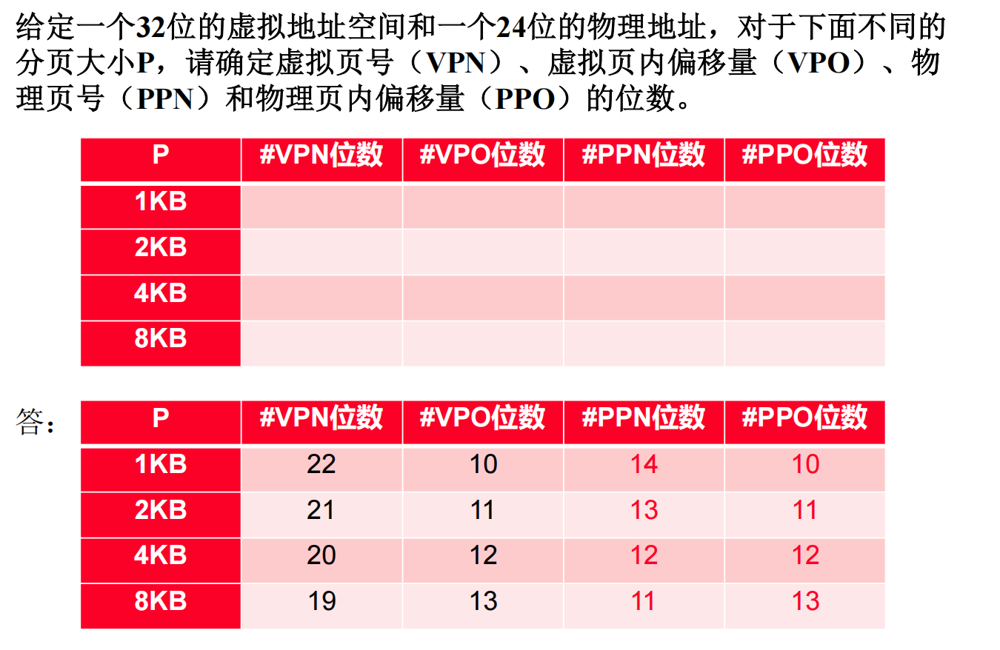 给定一个32位的虚拟地址空间和一个24位的物理地址，对于下面不同的
分页大小P，请确定虚拟页号（VPN）、虚拟页内偏移量（VPO）、物
理页号（PPN）和物理页内偏移量（PPO）的位数。
P #VPN位数 #VPO位数 #PPN位数 #PPO位数
1KB
2KB
4KB
8KB
答：
P #VPN位数 #VPO位数 #PPN位数 #PPO位数
1KB 22 10 14 10
2KB 21 11 13 11
4KB 20 12 12 12
8KB 19 13 11 13